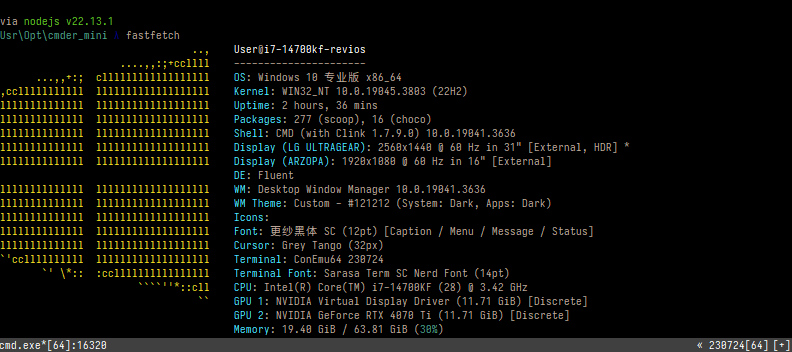 via nodejs v22.13.1
Usr\Opt\cmder_mini λ fastfetch
User@i7-14700kf-revios
----------------------
OS: Windows 10 专业版 x86_64
Kernel: WIN32_NT 10.0.19045.3803 (22H2)
Uptime: 2 hours, 36 mins
Packages: 277 (scoop), 16 (choco)
Shell: CMD (with Clink 1.7.9.0) 10.0.19041.3636
Display (LG ULTRAGEAR): 2560x1440 @ 60 Hz in 31" [External, HDR] *
Display (ARZOPA): 1920x1080 @ 60 Hz in 16" [External]
DE: Fluent
WM: Desktop Window Manager 10.0.19041.3636
WM Theme: Custom - #121212 (System: Dark, Apps: Dark)
Icons:
Font: 更纱黑体 SC (12pt) [Caption / Menu / Message / Status]
Cursor: Grey Tango (32px)
Terminal: ConEmu64 230724
Terminal Font: Sarasa Term SC Nerd Font (14pt)
CPU: Intel(R) Core(TM) i7-14700KF (28) @ 3.42 GHz
GPU 1: NVIDIA Virtual Display Driver (11.71 GiB) [Discrete]
GPU 2: NVIDIA GeForce RTX 4070 Ti (11.71 GiB) [Discrete]
Memory: 19.40 GiB / 63.81 GiB (30%)
cmd.exe*[64]:16320 « 230724[64] [+]